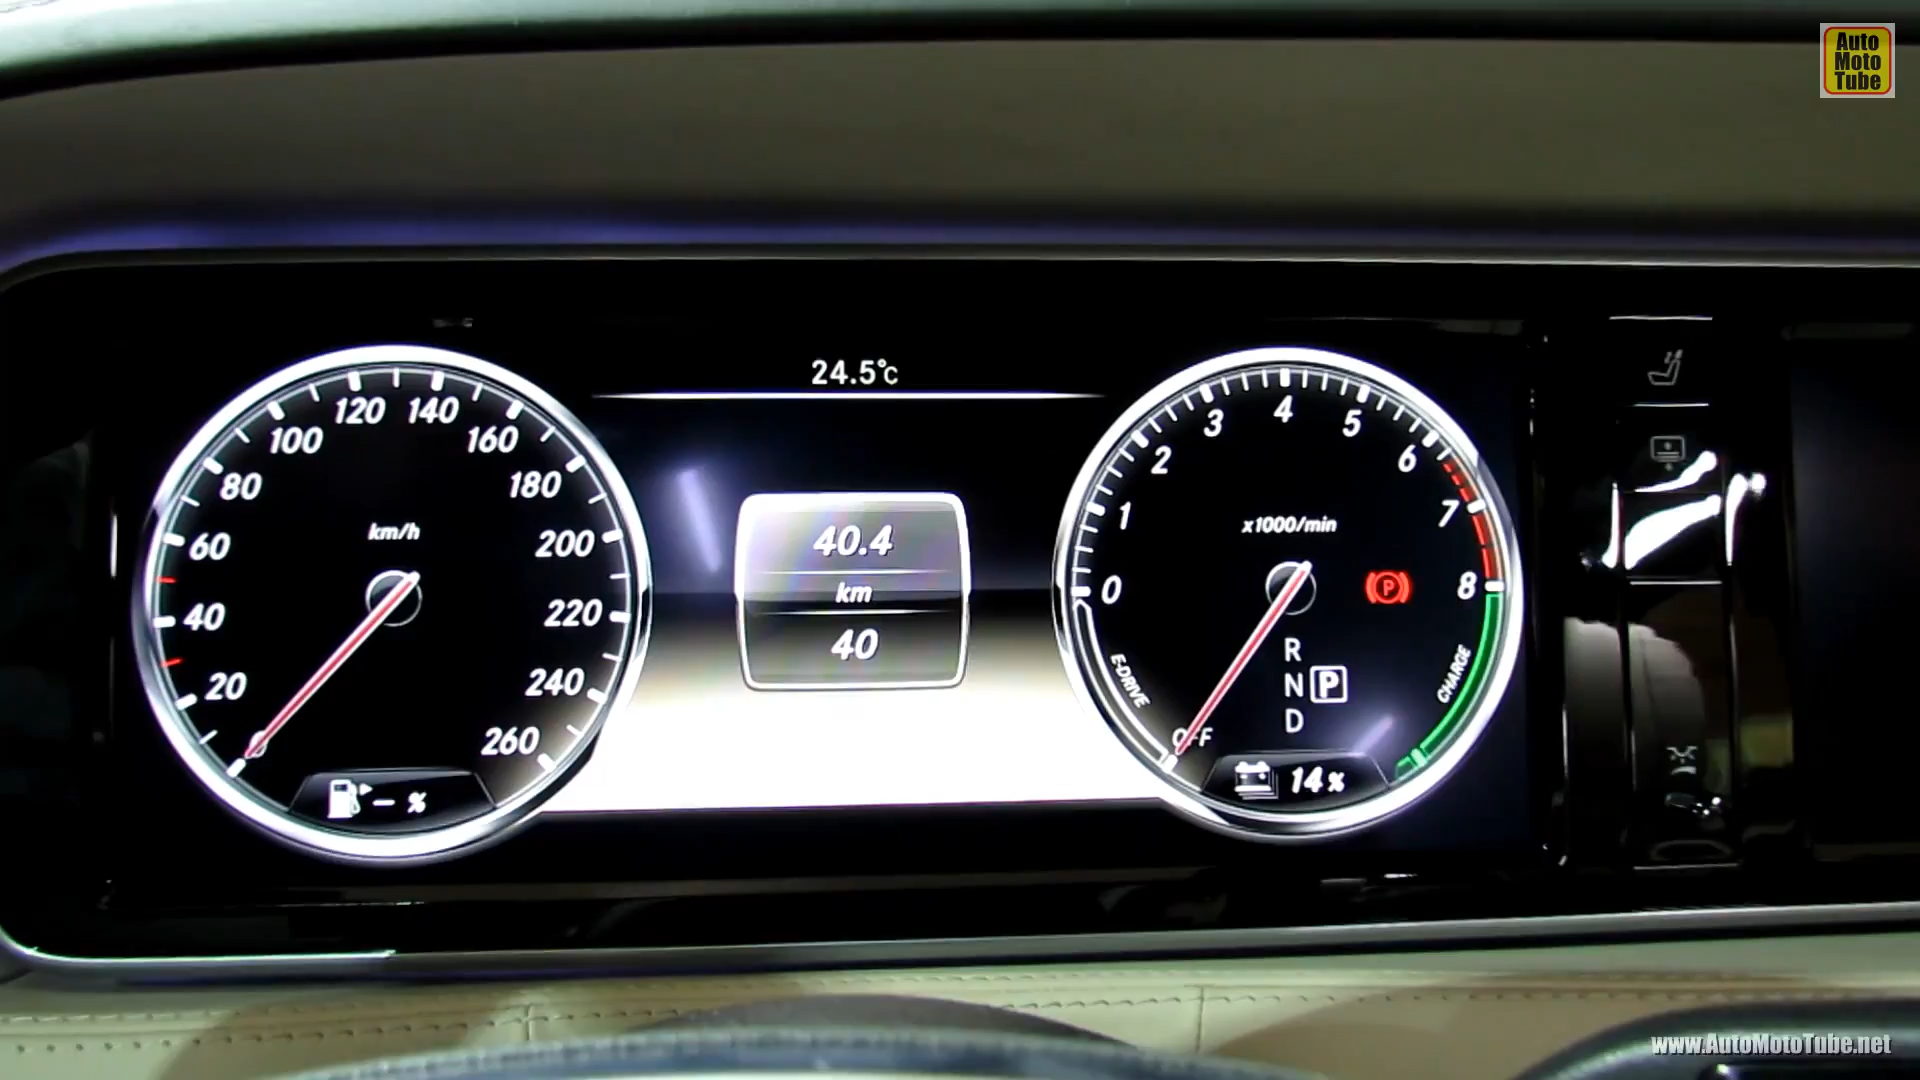 Auto
Moto
Tube
24.5°C
20
40
60
80
100
120
140
160
180
200
220
240
260
km/h
– %
40.4
km
40
0
1
2
3
4
5
6
7
8
x1000/min
P
R
N P
D
E-DRIVE
CHARGE
OFF
14%
www.AutoMotoTube.net